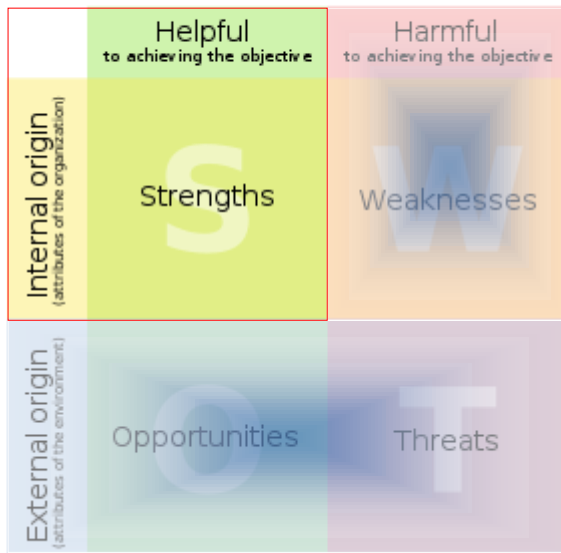 Helpful
to achieving the objective
Harmful
to achieving the objective
Internal origin
(attributes of the organization)
S
Strengths
W
Weaknesses
External origin
(attributes of the environment)
O
Opportunities
T
Threats